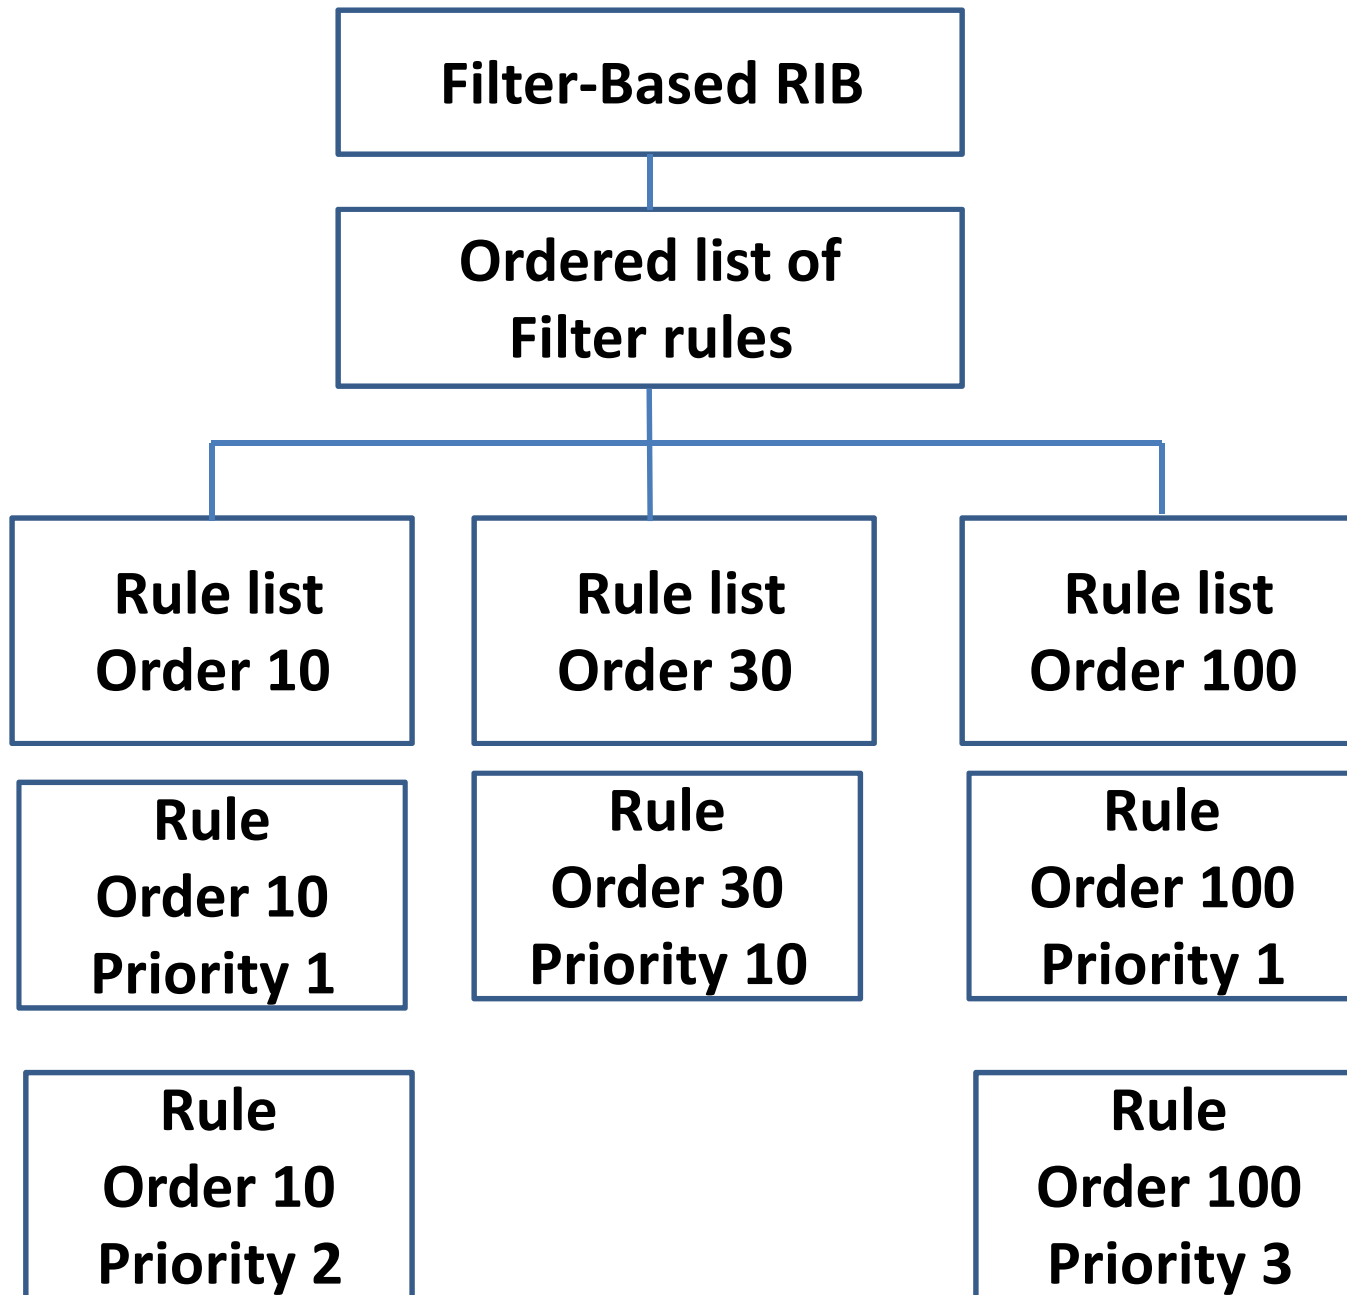 Filter-Based RIB
Ordered list of
Filter rules
Rule list
Order 10
Rule list
Order 30
Rule list
Order 100
Rule
Order 10
Priority 1
Rule
Order 30
Priority 10
Rule
Order 100
Priority 1
Rule
Order 10
Priority 2
Rule
Order 100
Priority 3